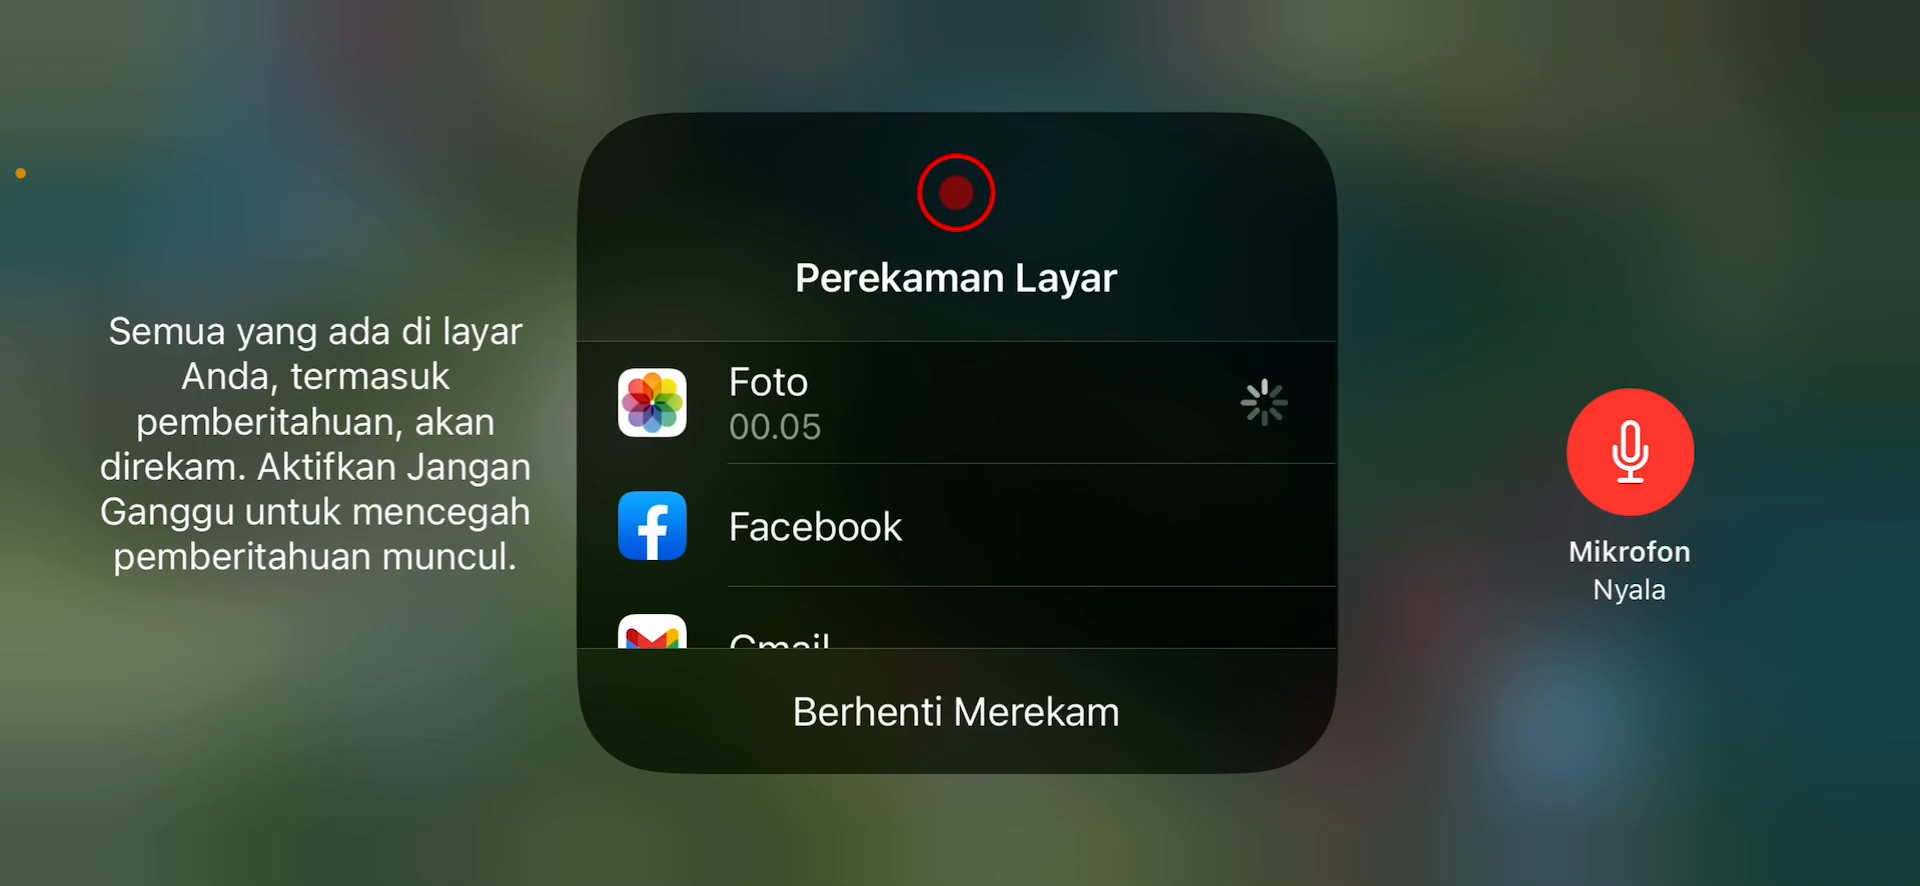 Perekaman Layar
Semua yang ada di layar
Anda, termasuk
pemberitahuan, akan
direkam. Aktifkan Jangan
Ganggu untuk mencegah
pemberitahuan muncul.
Foto
00.05
Facebook
Gmail
Berhenti Merekam
Mikrofon
Nyala